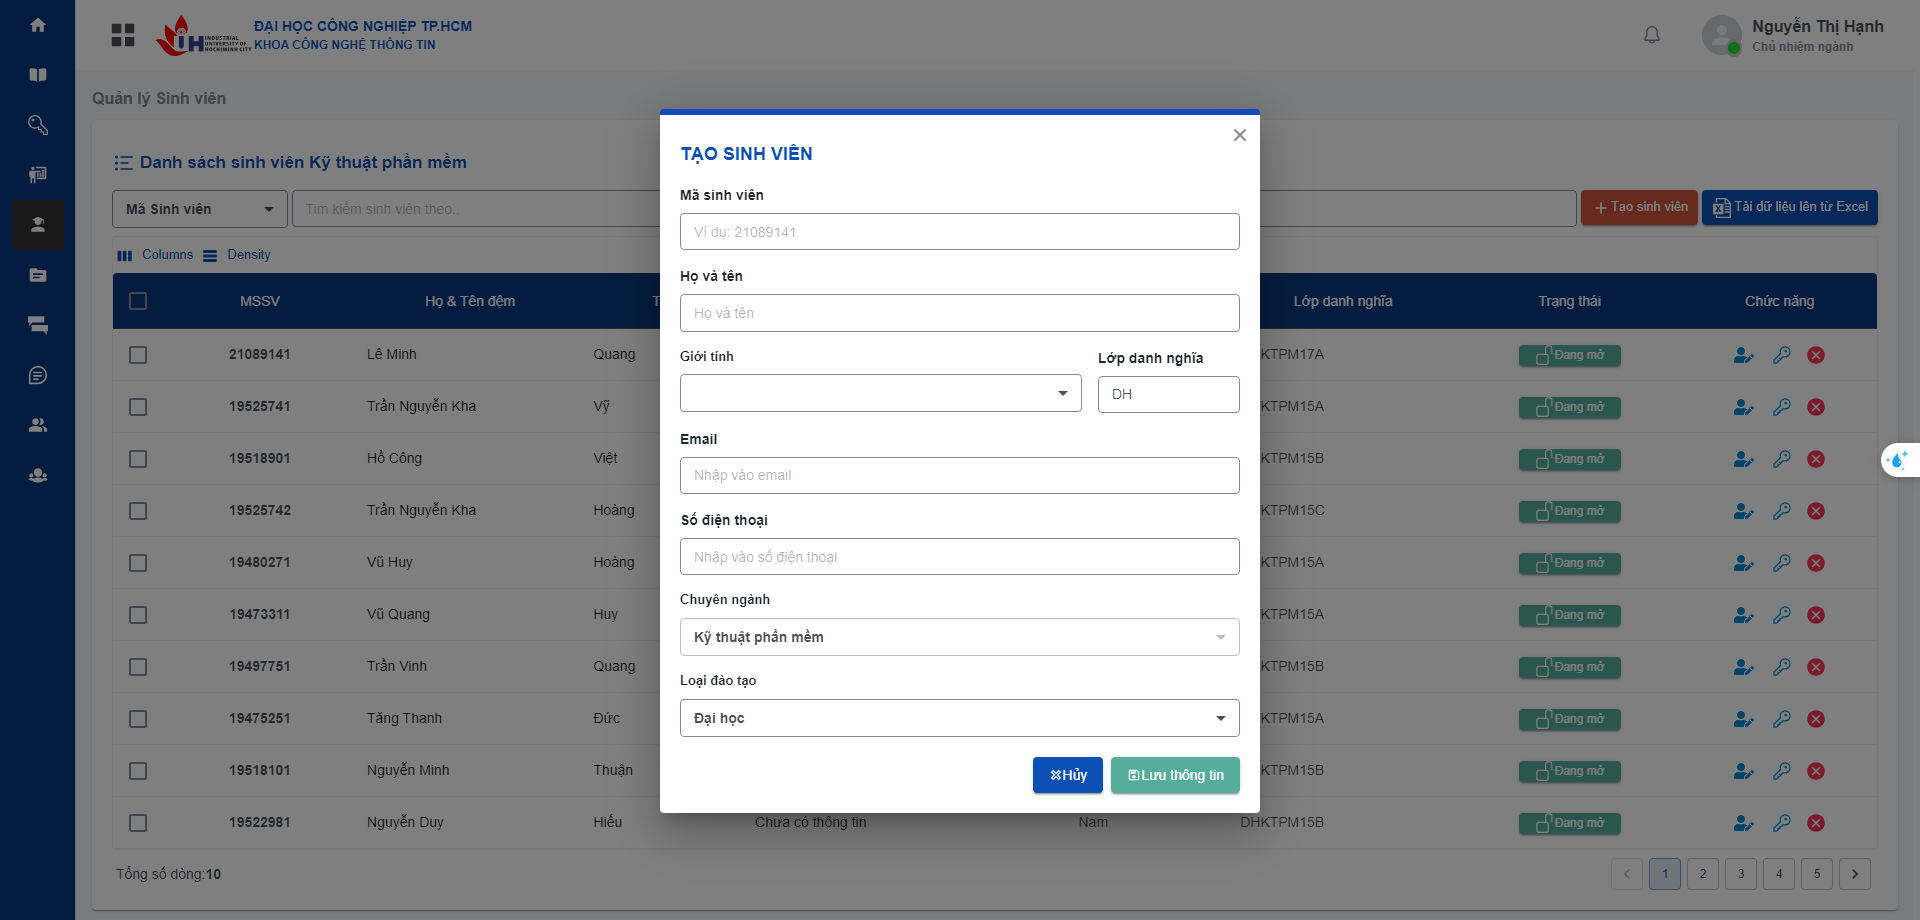 INDUSTRIAL
UNIVERSITY OF
HOCHIMINH CITY
ĐẠI HỌC CÔNG NGHIỆP TP.HCM
KHOA CÔNG NGHỆ THÔNG TIN
Nguyễn Thị Hạnh
Chủ nhiệm ngành
Quản lý Sinh viên
Danh sách sinh viên Kỹ thuật phần mềm
Mã Sinh viên
Tìm kiếm sinh viên theo..
Tạo sinh viên
Tải dữ liệu lên từ Excel
Columns
Density
MSSV Họ & Tên đệm T Lớp danh nghĩa Trạng thái Chức năng
21089141 Lê Minh Quang KTPM17A Đang mở
19525741 Trần Nguyễn Kha Vỹ KTPM15A Đang mở
19518901 Hồ Công Việt KTPM15B Đang mở
19525742 Trần Nguyễn Kha Hoàng KTPM15C Đang mở
19480271 Vũ Huy Hoàng KTPM15A Đang mở
19473311 Vũ Quang Huy KTPM15A Đang mở
19497751 Trần Vinh Quang KTPM15B Đang mở
19475251 Tăng Thanh Đức KTPM15A Đang mở
19518101 Nguyễn Minh Thuận KTPM15B Đang mở
19522981 Nguyễn Duy Hiếu Chưa có thông tin Nam DHKTPM15B Đang mở
Tổng số dòng:10
1 2 3 4 5
TẠO SINH VIÊN
Mã sinh viên
Ví dụ: 21089141
Họ và tên
Họ và tên
Giới tính
Lớp danh nghĩa
DH
Email
Nhập vào email
Số điện thoại
Nhập vào số điện thoại
Chuyên ngành
Kỹ thuật phần mềm
Loại đào tạo
Đại học
Hủy
Lưu thông tin